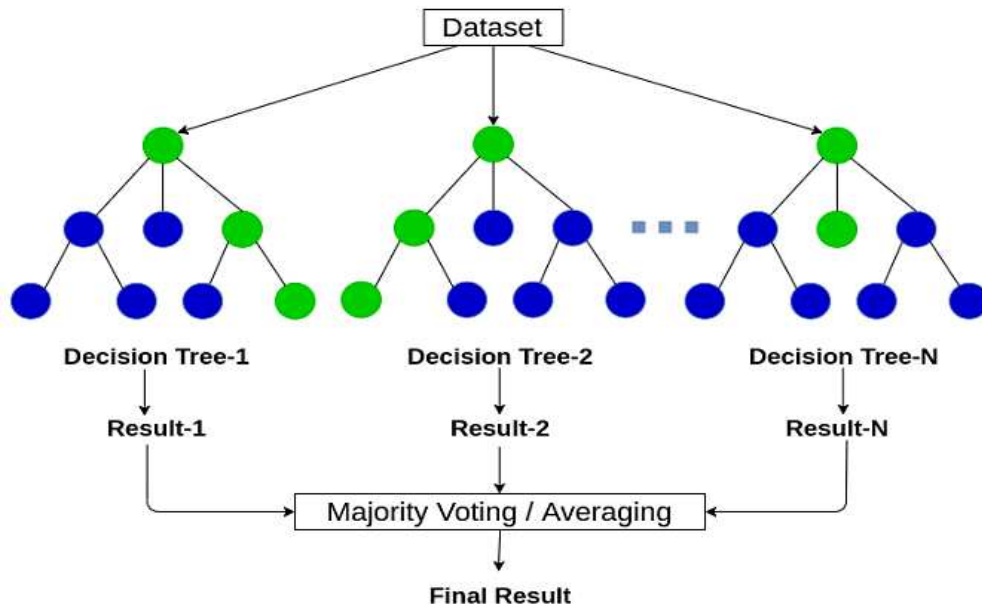 Dataset
Decision Tree-1
Decision Tree-2
Decision Tree-N
Result-1
Result-2
Result-N
Majority Voting / Averaging
Final Result